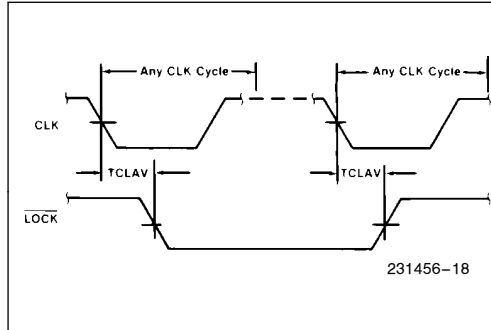 Any CLK Cycle Any CLK Cycle
CLK
TCLAV TCLAV
LOCK
231456–18